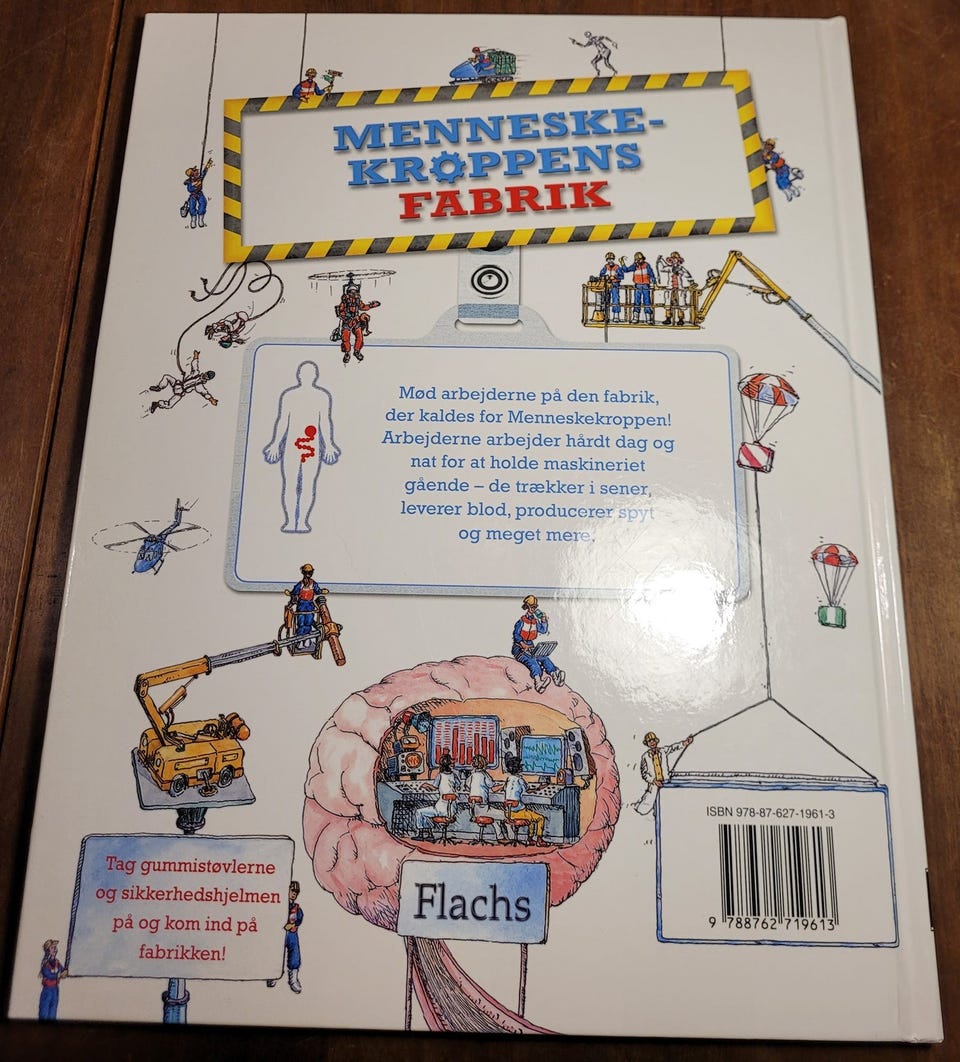 MENNESKE-
KROPPENS
FABRIK
Mød arbejderne på den fabrik,
der kaldes for Menneskekroppen!
Arbejderne arbejder hårdt dag og
nat for at holde maskineriet
gående – de trækker i sener,
leverer blod, producerer spyt
og meget mere.
Tag gummistøvlerne
og sikkerhedshjelmen
på og kom ind på
fabrikken!
Flachs
ISBN 978-87-627-1961-3
9 788762 719613